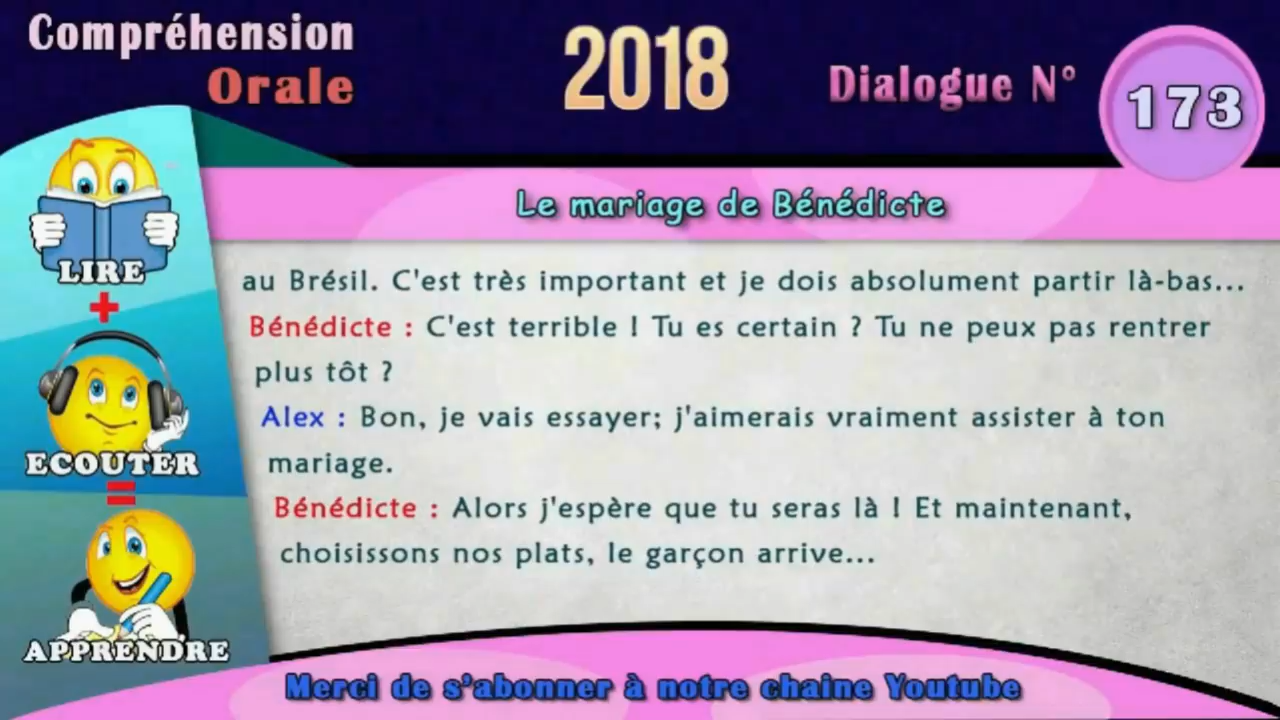 Compréhension
Orale
2018
Dialogue N°
173
Le mariage de Bénédicte
LIRE
+
ECOUTER
=
APPRENDRE
au Brésil. C'est très important et je dois absolument partir là-bas...
Bénédicte : C'est terrible ! Tu es certain ? Tu ne peux pas rentrer
plus tôt ?
Alex : Bon, je vais essayer; j'aimerais vraiment assister à ton
mariage.
Bénédicte : Alors j'espère que tu seras là ! Et maintenant,
choisissons nos plats, le garçon arrive...
Merci de s'abonner à notre chaine Youtube